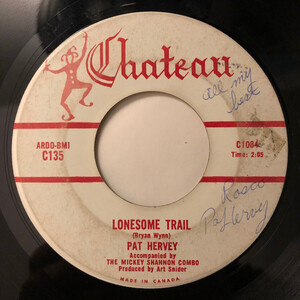 Chateau
all my
best
ARDO-BMI
C135
C1084
Time: 2:05
LONESOME TRAIL
(Bryan Wynn)
PAT HERVEY
Accompanied by
THE MICKEY SHANNON COMBO
Produced by Art Snider
Pat Hervey
MADE IN CANADA